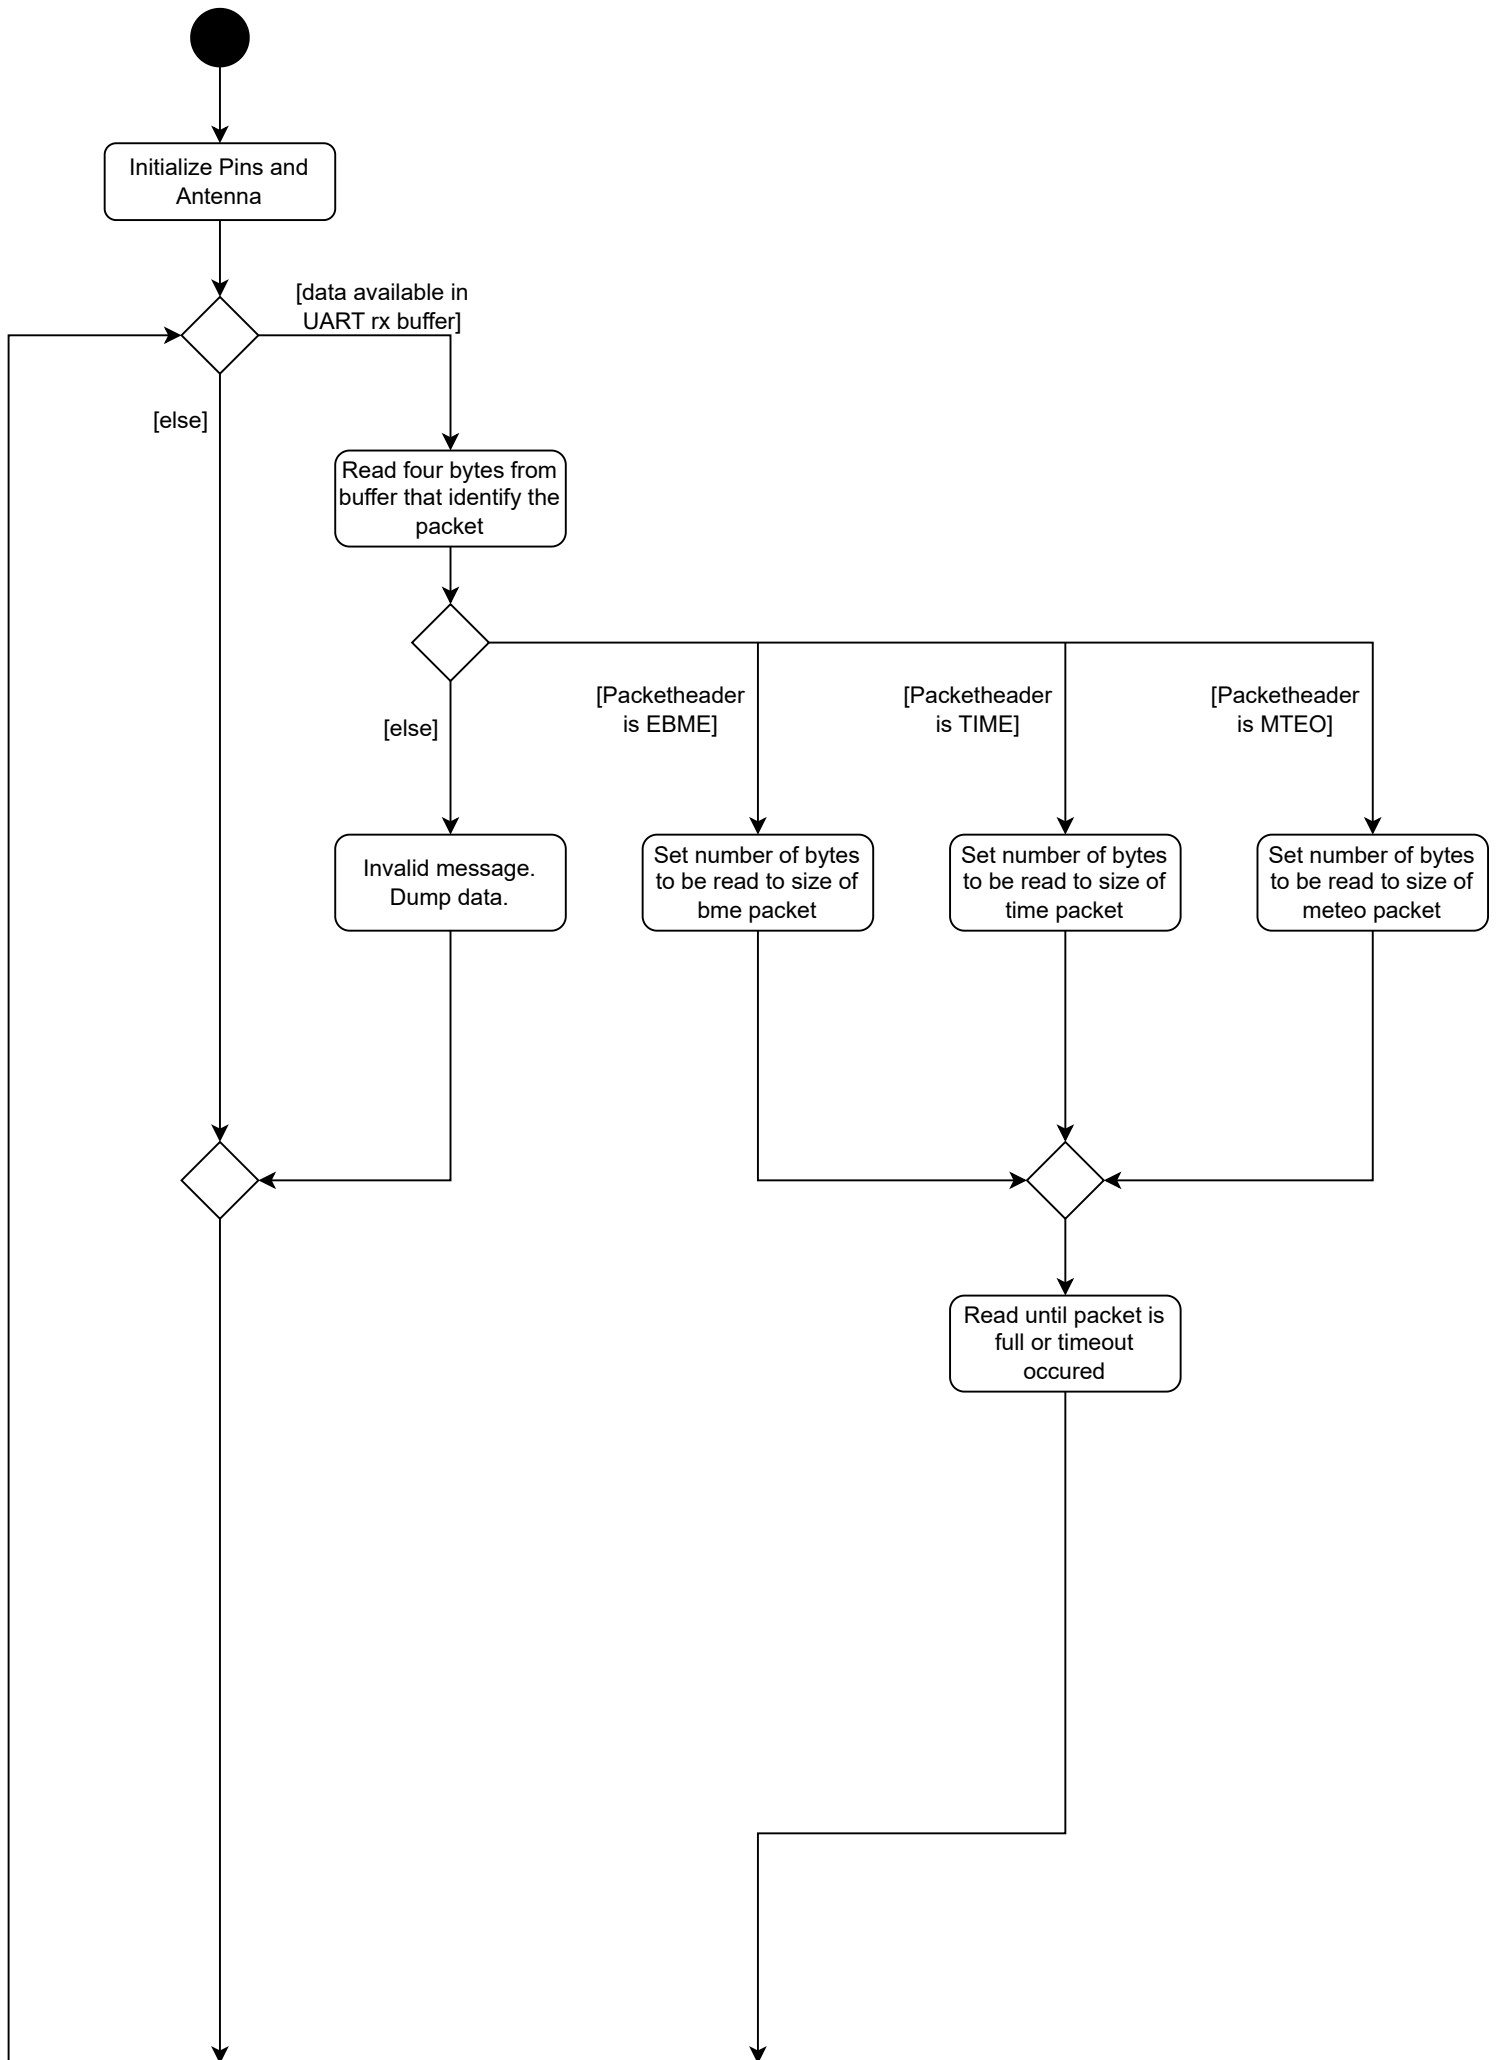 Initialize Pins and
Antenna
[data available in
UART rx buffer]
[else]
Read four bytes from
buffer that identify the
packet
[else]
[Packetheader
is EBME]
[Packetheader
is TIME]
[Packetheader
is MTEO]
Invalid message.
Dump data.
Set number of bytes
to be read to size of
bme packet
Set number of bytes
to be read to size of
time packet
Set number of bytes
to be read to size of
meteo packet
Read until packet is
full or timeout
occured